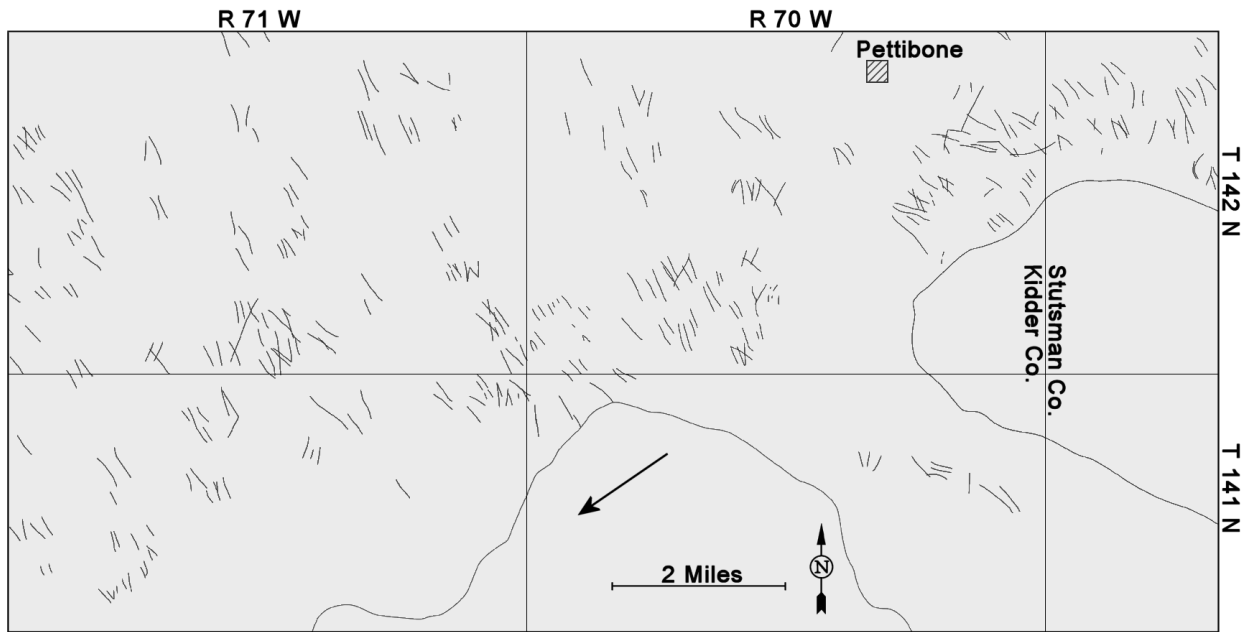 R 71 W
R 70 W
Pettibone
T 142 N
Stutsman Co.
Kidder Co.
T 141 N
2 Miles
N